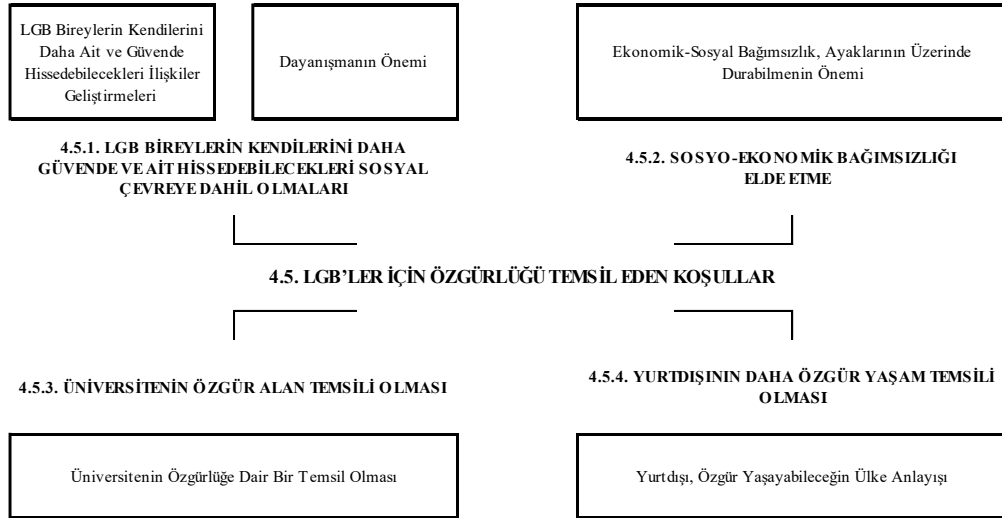 LGB Bireylerin Kendilerini
Daha Ait ve Güvende
Hissedebilecekleri İlişkiler
Geliştirmeleri
Dayanışmanın Önemi
Ekonomik-Sosyal Bağımsızlık, Ayaklarının Üzerinde
Durabilmenin Önemi
4.5.1. LGB BİREYLERİN KENDİLERİNİ DAHA
GÜVENDE VE AİT HİSSEDEBİLECEKLERİ SOSYAL
ÇEVREYE DAHİL OLMALARI
4.5.2. SOSYO-EKONOMİK BAĞIMSIZLIĞI
ELDE ETME
4.5. LGB'LER İÇİN ÖZGÜRLÜĞÜ TEMSİL EDEN KOŞULLAR
4.5.3. ÜNİVERSİTENİN ÖZGÜR ALAN TEMSİLİ OLMASI
4.5.4. YURTDIŞININ DAHA ÖZGÜR YAŞAM TEMSİLİ
OLMASI
Üniversitenin Özgürlüğe Dair Bir Temsil Olması
Yurtdışı, Özgür Yaşayabileceğin Ülke Anlayışı